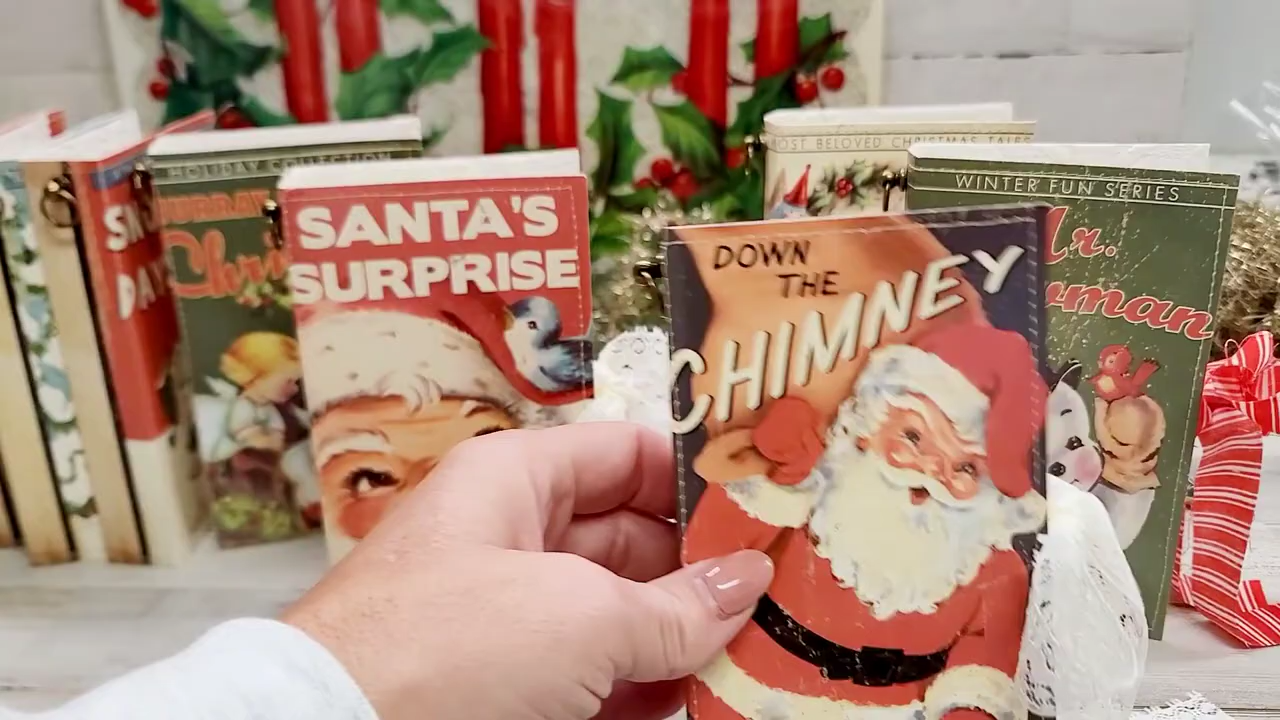 SANTA'S
SURPRISE
DOWN
THE
CHIMNEY
HOLIDAY COLLECTION
MOST BELOVED CHRISTMAS TALES
WINTER FUN SERIES